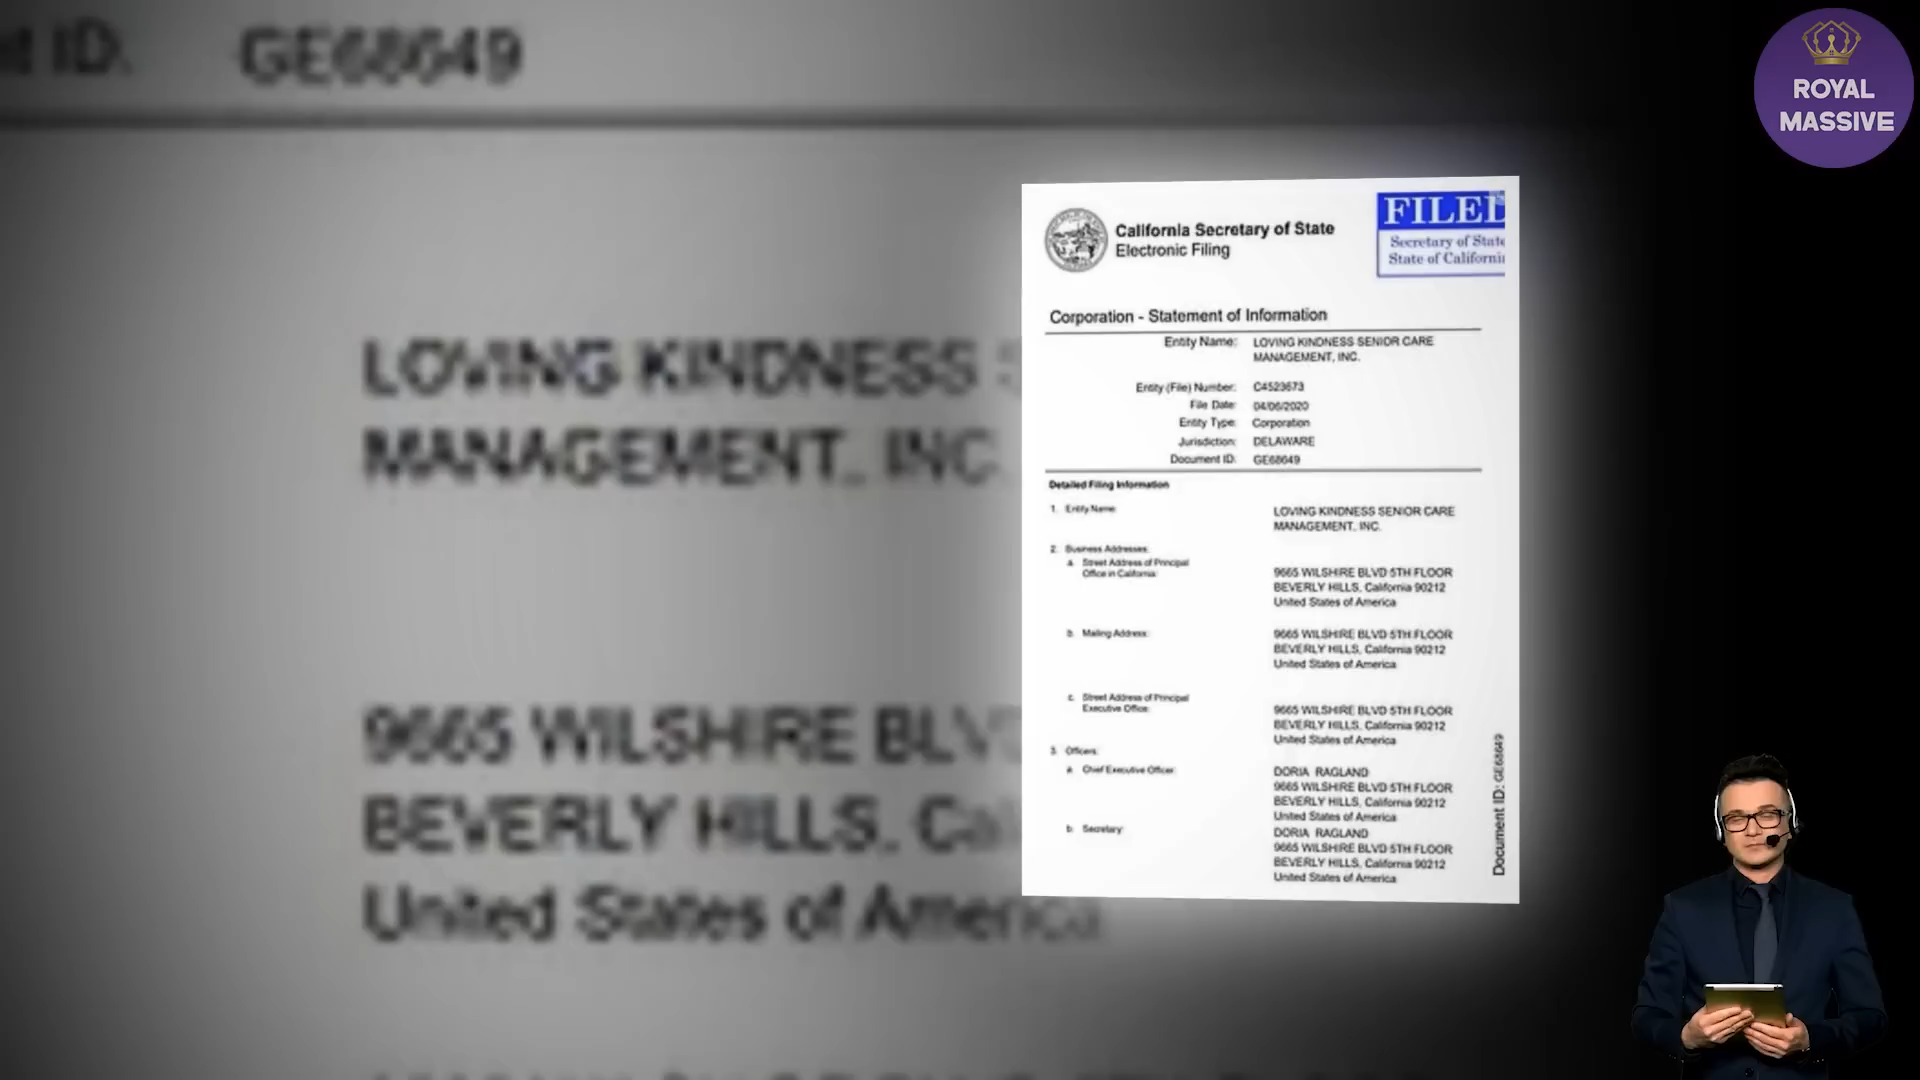 ID: GE68649
LOVING KINDNESS
MANAGEMENT, INC.
9665 WILSHIRE BLV
BEVERLY HILLS, Ca
United States of America
ROYAL
MASSIVE
California Secretary of State
Electronic Filing
FILED
Secretary of State
State of Californi
Corporation - Statement of Information
Entity Name: LOVING KINDNESS SENIOR CARE
MANAGEMENT, INC.
Entity (File) Number: C4523673
File Date: 04/06/2020
Entity Type: Corporation
Jurisdiction: DELAWARE
Document ID: GE68649
Detailed Filing Information
1. Entity Name: LOVING KINDNESS SENIOR CARE
MANAGEMENT, INC.
2. Business Addresses:
a. Street Address of Principal
Office in California: 9665 WILSHIRE BLVD 5TH FLOOR
BEVERLY HILLS, California 90212
United States of America
b. Mailing Address: 9665 WILSHIRE BLVD 5TH FLOOR
BEVERLY HILLS, California 90212
United States of America
c. Street Address of Principal
Executive Office: 9665 WILSHIRE BLVD 5TH FLOOR
BEVERLY HILLS, California 90212
United States of America
3. Officers:
a. Chief Executive Officer: DORIA RAGLAND
9665 WILSHIRE BLVD 5TH FLOOR
BEVERLY HILLS, California 90212
United States of America
b. Secretary: DORIA RAGLAND
9665 WILSHIRE BLVD 5TH FLOOR
BEVERLY HILLS, California 90212
United States of America
Document ID: GE68649